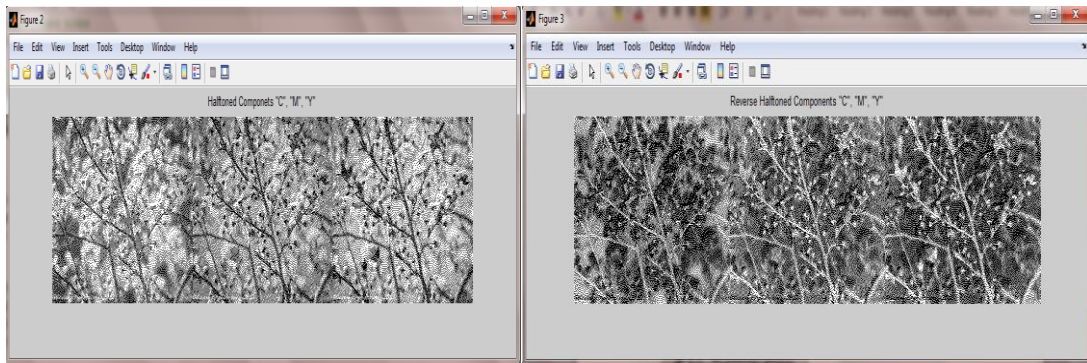 Figure 2
File Edit View Insert Tools Desktop Window Help
Halftoned Componets "C", "M", "Y"
Figure 3
File Edit View Insert Tools Desktop Window Help
Reverse Halftoned Components "C", "M", "Y"